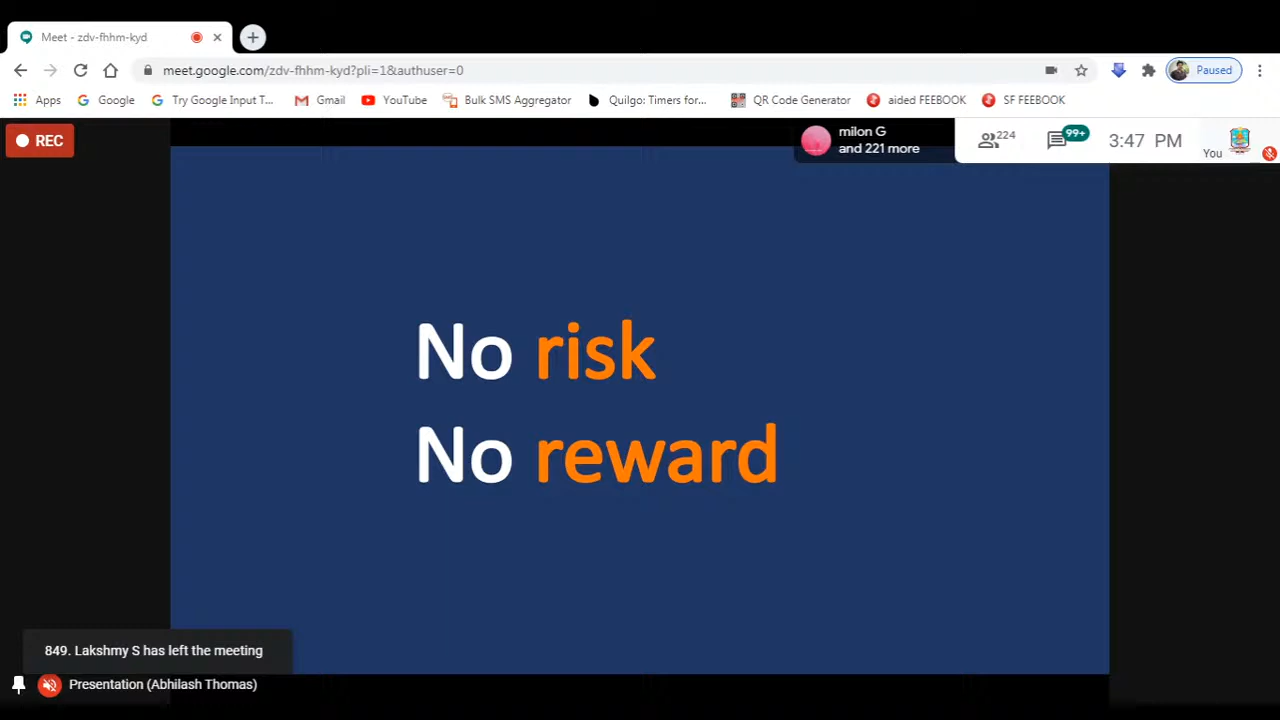 Meet - zdv-fhhm-kyd
meet.google.com/zdv-fhhm-kyd?pli=1&authuser=0
Paused
Apps
Google
Try Google Input T...
Gmail
YouTube
Bulk SMS Aggregator
Quilgo: Timers for...
QR Code Generator
aided FEEBOOK
SF FEEBOOK
REC
milon G
and 221 more
224
99+
3:47 PM
You
No risk
No reward
849. Lakshmy S has left the meeting
Presentation (Abhilash Thomas)